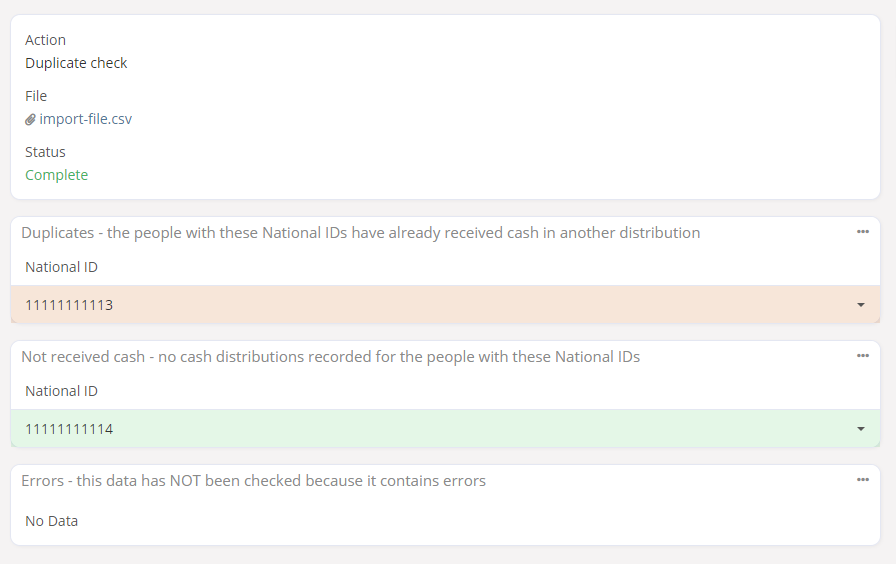 Action
Duplicate check
File
import-file.csv
Status
Complete
Duplicates - the people with these National IDs have already received cash in another distribution
National ID
11111111113
Not received cash - no cash distributions recorded for the people with these National IDs
National ID
11111111114
Errors - this data has NOT been checked because it contains errors
No Data